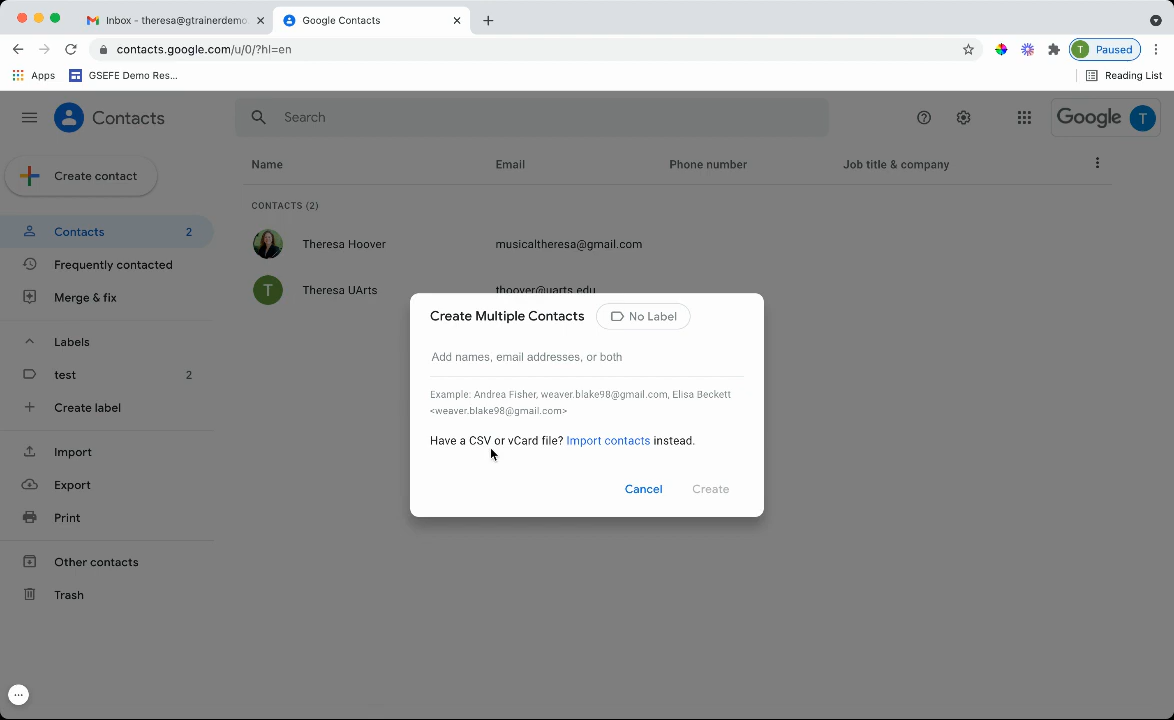 Inbox - theresa@gtrainerdemo
Google Contacts
contacts.google.com/u/0/?hl=en
T
Paused
Apps
GSEFE Demo Res...
Reading List
Contacts
Search
Google
T
Create contact
Name
Email
Phone number
Job title & company
CONTACTS (2)
Contacts
2
Theresa Hoover
musicaltheresa@gmail.com
Frequently contacted
T
Theresa UArts
thoover@uarts.edu
Merge & fix
Create Multiple Contacts
No Label
Labels
Add names, email addresses, or both
test
2
Create label
Example: Andrea Fisher, weaver.blake98@gmail.com, Elisa Beckett
<weaver.blake98@gmail.com>
Have a CSV or vCard file? Import contacts instead.
Import
Export
Cancel
Create
Print
Other contacts
Trash